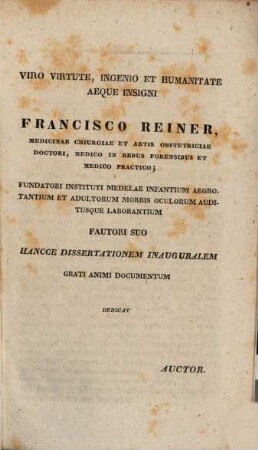 VIRO VIRTUTE, INGENIO ET HUMANITATE
AEQUE INSIGNI
FRANCISCO REINER,
MEDICINAE CHIURGIAE ET ARTIS OBSTETRICIAE
DOCTORI, MEDICO IN REBUS FORENSIBUS ET
MEDICO PRACTICO;
FUNDATORI INSTITUTI MEDELAE INFANTIUM AEGRO-
TANTIUM ET ADULTORUM MORBIS OCULORUM AUDI-
TUSQUE LABORANTIUM
FAUTORI SUO
HANCCE DISSERTATIONEM INAUGURALEM
GRATI ANIMI DOCUMENTUM
DEDICAT
AUCTOR.